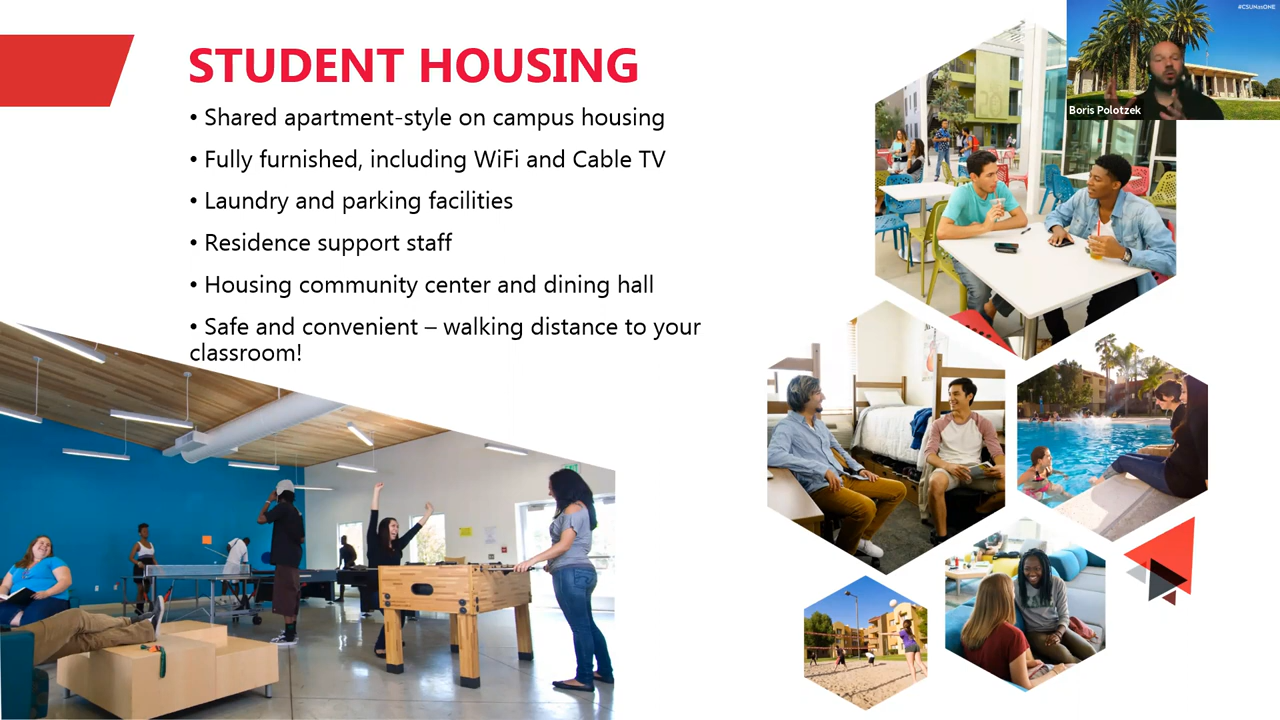 #CSUNasONE
Boris Polotzek
STUDENT HOUSING
• Shared apartment-style on campus housing
• Fully furnished, including WiFi and Cable TV
• Laundry and parking facilities
• Residence support staff
• Housing community center and dining hall
• Safe and convenient – walking distance to your
classroom!